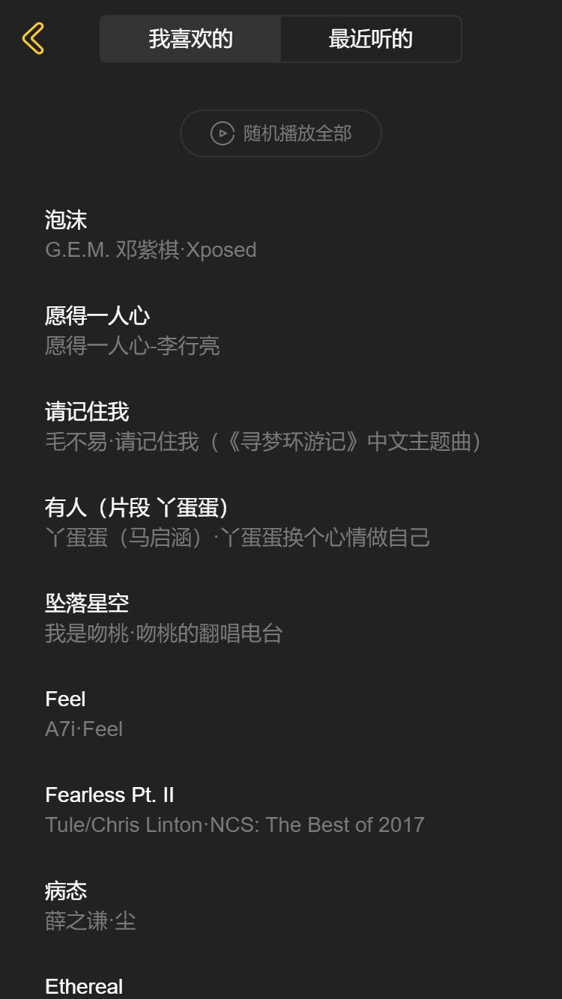 我喜欢的 最近听的
随机播放全部
泡沫
G.E.M. 邓紫棋·Xposed
愿得一人心
愿得一人心-李行亮
请记住我
毛不易·请记住我（《寻梦环游记》中文主题曲）
有人（片段 丫蛋蛋）
丫蛋蛋（马启涵）·丫蛋蛋换个心情做自己
坠落星空
我是吻桃·吻桃的翻唱电台
Feel
A7i·Feel
Fearless Pt. II
Tule/Chris Linton·NCS: The Best of 2017
病态
薛之谦·尘
Ethereal